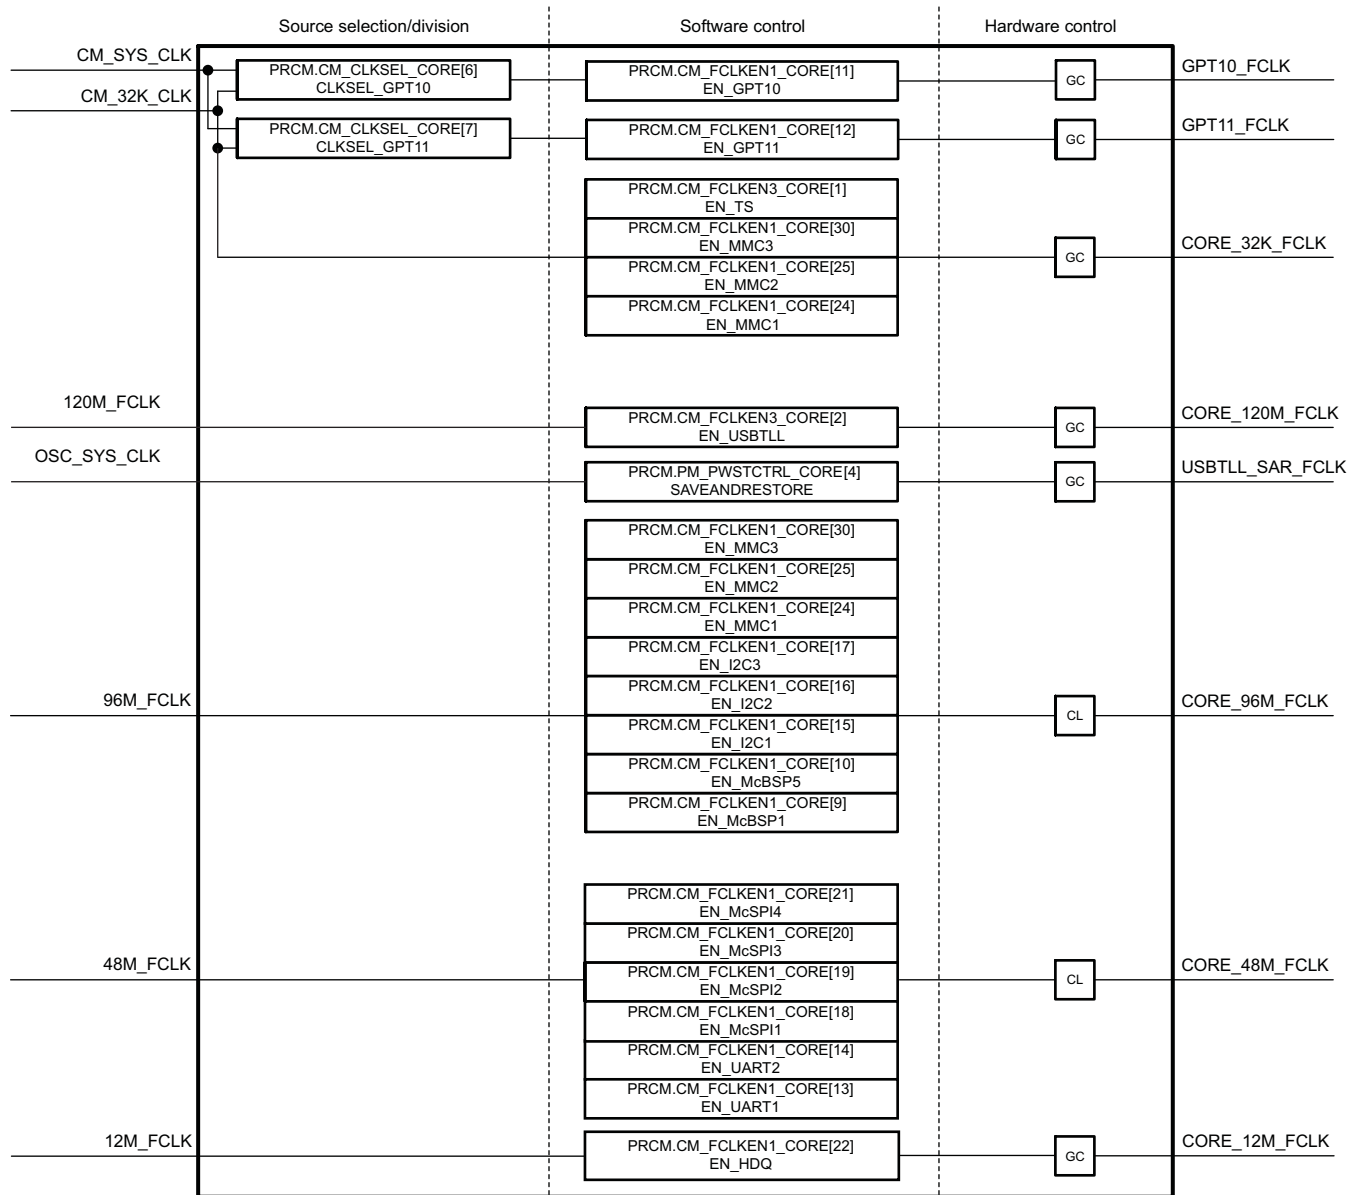 Source selection/division
Software control
Hardware control
CM_SYS_CLK
PRCM.CM_CLKSEL_CORE[6]
CLKSEL_GPT10
PRCM.CM_FCLKEN1_CORE[11]
EN_GPT10
GC
GPT10_FCLK
CM_32K_CLK
PRCM.CM_CLKSEL_CORE[7]
CLKSEL_GPT11
PRCM.CM_FCLKEN1_CORE[12]
EN_GPT11
GC
GPT11_FCLK
PRCM.CM_FCLKEN3_CORE[1]
EN_TS
PRCM.CM_FCLKEN1_CORE[30]
EN_MMC3
PRCM.CM_FCLKEN1_CORE[25]
EN_MMC2
PRCM.CM_FCLKEN1_CORE[24]
EN_MMC1
GC
CORE_32K_FCLK
120M_FCLK
PRCM.CM_FCLKEN3_CORE[2]
EN_USBTLL
GC
CORE_120M_FCLK
OSC_SYS_CLK
PRCM.PM_PWSTCTRL_CORE[4]
SAVEANDRESTORE
GC
USBTLL_SAR_FCLK
PRCM.CM_FCLKEN1_CORE[30]
EN_MMC3
PRCM.CM_FCLKEN1_CORE[25]
EN_MMC2
PRCM.CM_FCLKEN1_CORE[24]
EN_MMC1
PRCM.CM_FCLKEN1_CORE[17]
EN_I2C3
96M_FCLK
PRCM.CM_FCLKEN1_CORE[16]
EN_I2C2
PRCM.CM_FCLKEN1_CORE[15]
EN_I2C1
PRCM.CM_FCLKEN1_CORE[10]
EN_McBSP5
PRCM.CM_FCLKEN1_CORE[9]
EN_McBSP1
CL
CORE_96M_FCLK
PRCM.CM_FCLKEN1_CORE[21]
EN_McSPI4
PRCM.CM_FCLKEN1_CORE[20]
EN_McSPI3
48M_FCLK
PRCM.CM_FCLKEN1_CORE[19]
EN_McSPI2
PRCM.CM_FCLKEN1_CORE[18]
EN_McSPI1
PRCM.CM_FCLKEN1_CORE[14]
EN_UART2
PRCM.CM_FCLKEN1_CORE[13]
EN_UART1
CL
CORE_48M_FCLK
12M_FCLK
PRCM.CM_FCLKEN1_CORE[22]
EN_HDQ
GC
CORE_12M_FCLK